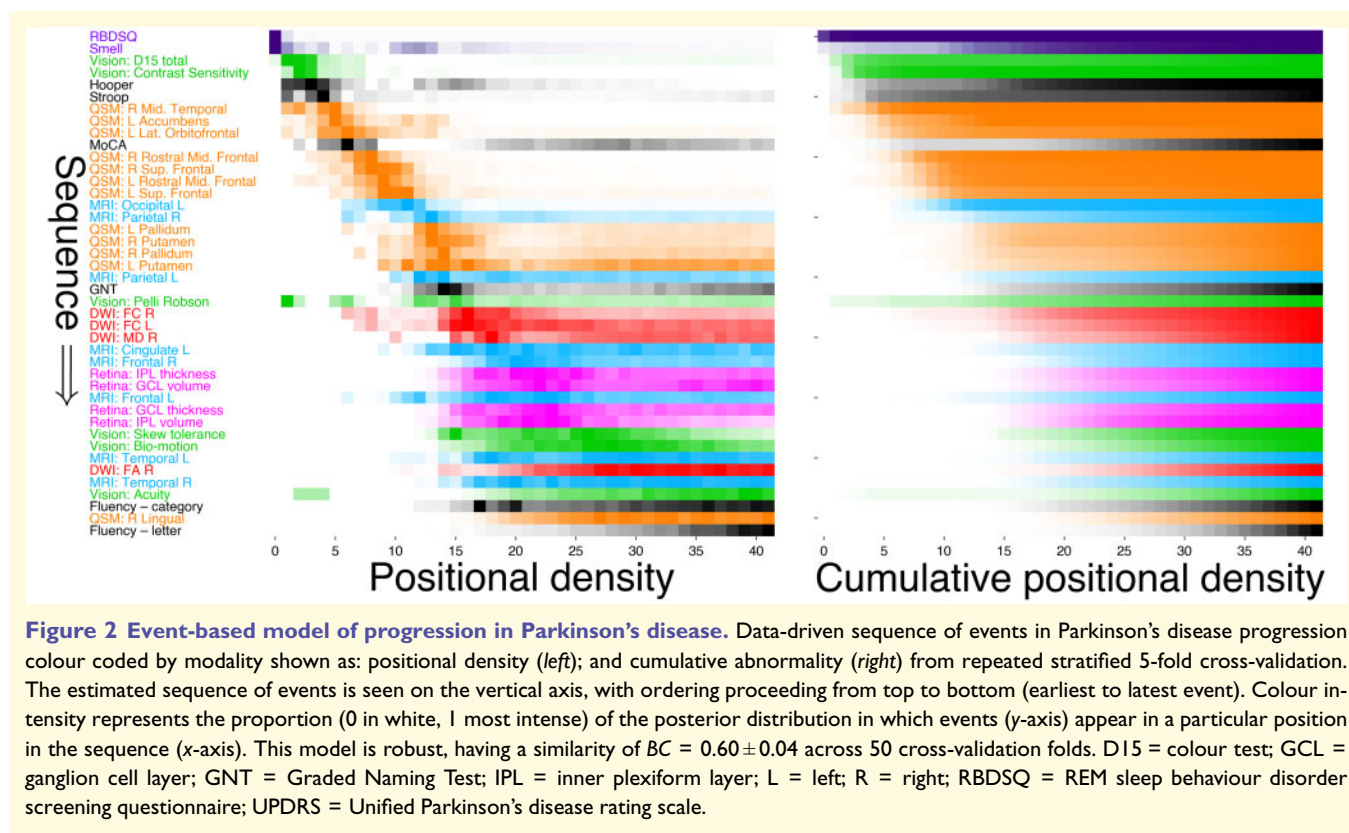 RBDSQ
Smell
Vision: D15 total
Vision: Contrast Sensitivity
Hooper
Stroop
QSM: R Mid. Temporal
QSM: L Accumbens
QSM: L Lat. Orbitofrontal
MoCA
QSM: R Rostral Mid. Frontal
QSM: R Sup. Frontal
QSM: L Rostral Mid. Frontal
QSM: L Sup. Frontal
MRI: Occipital L
MRI: Parietal R
QSM: L Pallidum
QSM: R Putamen
QSM: R Pallidum
QSM: L Putamen
MRI: Parietal L
GNT
Vision: Pelli Robson
DWI: FC R
DWI: FC L
DWI: MD R
MRI: Cingulate L
MRI: Frontal R
Retina: IPL thickness
Retina: GCL volume
MRI: Frontal L
Retina: GCL thickness
Retina: IPL volume
Vision: Skew tolerance
Vision: Bio-motion
MRI: Temporal L
DWI: FA R
MRI: Temporal R
Vision: Acuity
Fluency – category
QSM: R Lingual
Fluency – letter
Sequence
0 5 10 15 20 25 30 35 40
Positional density
0 5 10 15 20 25 30 35 40
Cumulative positional density
Figure 2 Event-based model of progression in Parkinson's disease. Data-driven sequence of events in Parkinson's disease progression
colour coded by modality shown as: positional density (left); and cumulative abnormality (right) from repeated stratified 5-fold cross-validation.
The estimated sequence of events is seen on the vertical axis, with ordering proceeding from top to bottom (earliest to latest event). Colour in-
tensity represents the proportion (0 in white, 1 most intense) of the posterior distribution in which events (y-axis) appear in a particular position
in the sequence (x-axis). This model is robust, having a similarity of BC = 0.60 ± 0.04 across 50 cross-validation folds. D15 = colour test; GCL =
ganglion cell layer; GNT = Graded Naming Test; IPL = inner plexiform layer; L = left; R = right; RBDSQ = REM sleep behaviour disorder
screening questionnaire; UPDRS = Unified Parkinson's disease rating scale.